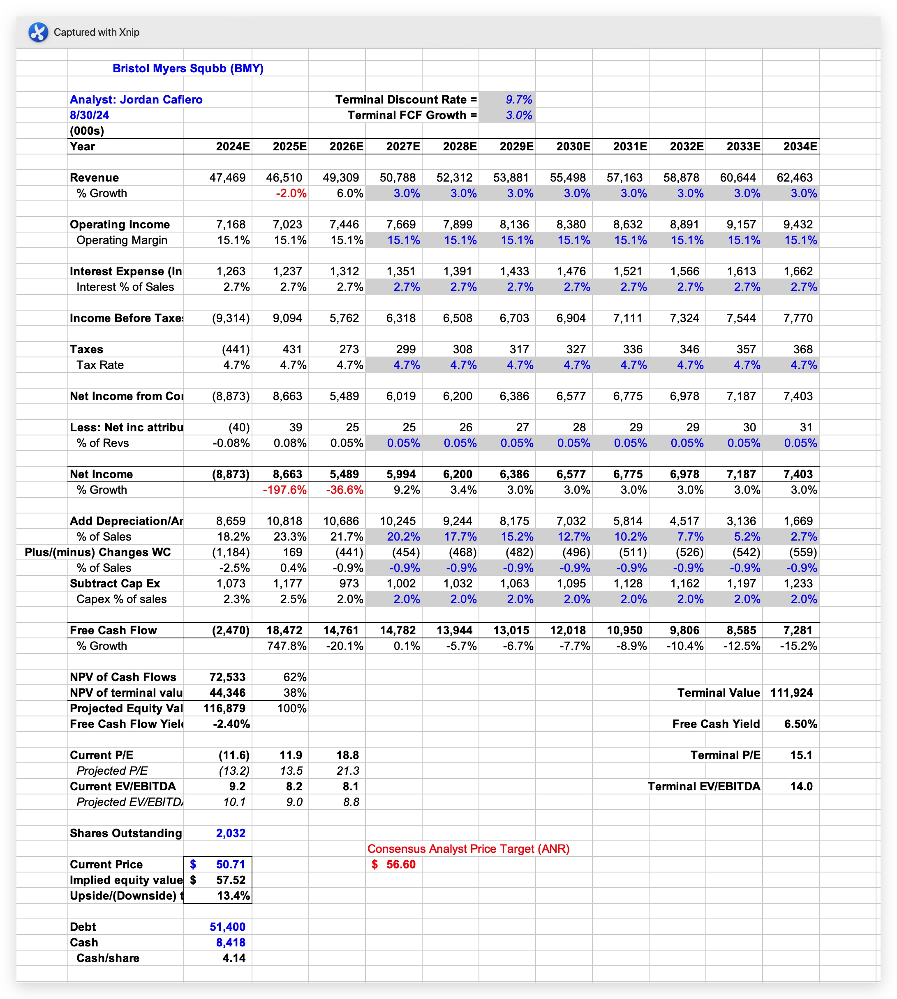 Captured with Xnip
Bristol Myers Squbb (BMY)
Analyst: Jordan Cafiero Terminal Discount Rate = 9.7%
8/30/24 Terminal FCF Growth = 3.0%
(000s)
Year 2024E 2025E 2026E 2027E 2028E 2029E 2030E 2031E 2032E 2033E 2034E
Revenue 47,469 46,510 49,309 50,788 52,312 53,881 55,498 57,163 58,878 60,644 62,463
% Growth -2.0% 6.0% 3.0% 3.0% 3.0% 3.0% 3.0% 3.0% 3.0% 3.0%
Operating Income 7,168 7,023 7,446 7,669 7,899 8,136 8,380 8,632 8,891 9,157 9,432
Operating Margin 15.1% 15.1% 15.1% 15.1% 15.1% 15.1% 15.1% 15.1% 15.1% 15.1% 15.1%
Interest Expense (In 1,263 1,237 1,312 1,351 1,391 1,433 1,476 1,521 1,566 1,613 1,662
Interest % of Sales 2.7% 2.7% 2.7% 2.7% 2.7% 2.7% 2.7% 2.7% 2.7% 2.7% 2.7%
Income Before Taxes (9,314) 9,094 5,762 6,318 6,508 6,703 6,904 7,111 7,324 7,544 7,770
Taxes (441) 431 273 299 308 317 327 336 346 357 368
Tax Rate 4.7% 4.7% 4.7% 4.7% 4.7% 4.7% 4.7% 4.7% 4.7% 4.7% 4.7%
Net Income from Con (8,873) 8,663 5,489 6,019 6,200 6,386 6,577 6,775 6,978 7,187 7,403
Less: Net inc attribu (40) 39 25 25 26 27 28 29 29 30 31
% of Revs -0.08% 0.08% 0.05% 0.05% 0.05% 0.05% 0.05% 0.05% 0.05% 0.05% 0.05%
Net Income (8,873) 8,663 5,489 5,994 6,200 6,386 6,577 6,775 6,978 7,187 7,403
% Growth -197.6% -36.6% 9.2% 3.4% 3.0% 3.0% 3.0% 3.0% 3.0% 3.0%
Add Depreciation/Am 8,659 10,818 10,686 10,245 9,244 8,175 7,032 5,814 4,517 3,136 1,669
% of Sales 18.2% 23.3% 21.7% 20.2% 17.7% 15.2% 12.7% 10.2% 7.7% 5.2% 2.7%
Plus/(minus) Changes WC (1,184) 169 (441) (454) (468) (482) (496) (511) (526) (542) (559)
% of Sales -2.5% 0.4% -0.9% -0.9% -0.9% -0.9% -0.9% -0.9% -0.9% -0.9% -0.9%
Subtract Cap Ex 1,073 1,177 973 1,002 1,032 1,063 1,095 1,128 1,162 1,197 1,233
Capex % of sales 2.3% 2.5% 2.0% 2.0% 2.0% 2.0% 2.0% 2.0% 2.0% 2.0% 2.0%
Free Cash Flow (2,470) 18,472 14,761 14,782 13,944 13,015 12,018 10,950 9,806 8,585 7,281
% Growth 747.8% -20.1% 0.1% -5.7% -6.7% -7.7% -8.9% -10.4% -12.5% -15.2%
NPV of Cash Flows 72,533 62%
NPV of terminal valu 44,346 38% Terminal Value 111,924
Projected Equity Val 116,879 100%
Free Cash Flow Yield -2.40% Free Cash Yield 6.50%
Current P/E (11.6) 11.9 18.8 Terminal P/E 15.1
Projected P/E (13.2) 13.5 21.3
Current EV/EBITDA 9.2 8.2 8.1 Terminal EV/EBITDA 14.0
Projected EV/EBITDA 10.1 9.0 8.8
Shares Outstanding 2,032
Consensus Analyst Price Target (ANR)
Current Price $ 50.71 $ 56.60
Implied equity value $ 57.52
Upside/(Downside) t 13.4%
Debt 51,400
Cash 8,418
Cash/share 4.14